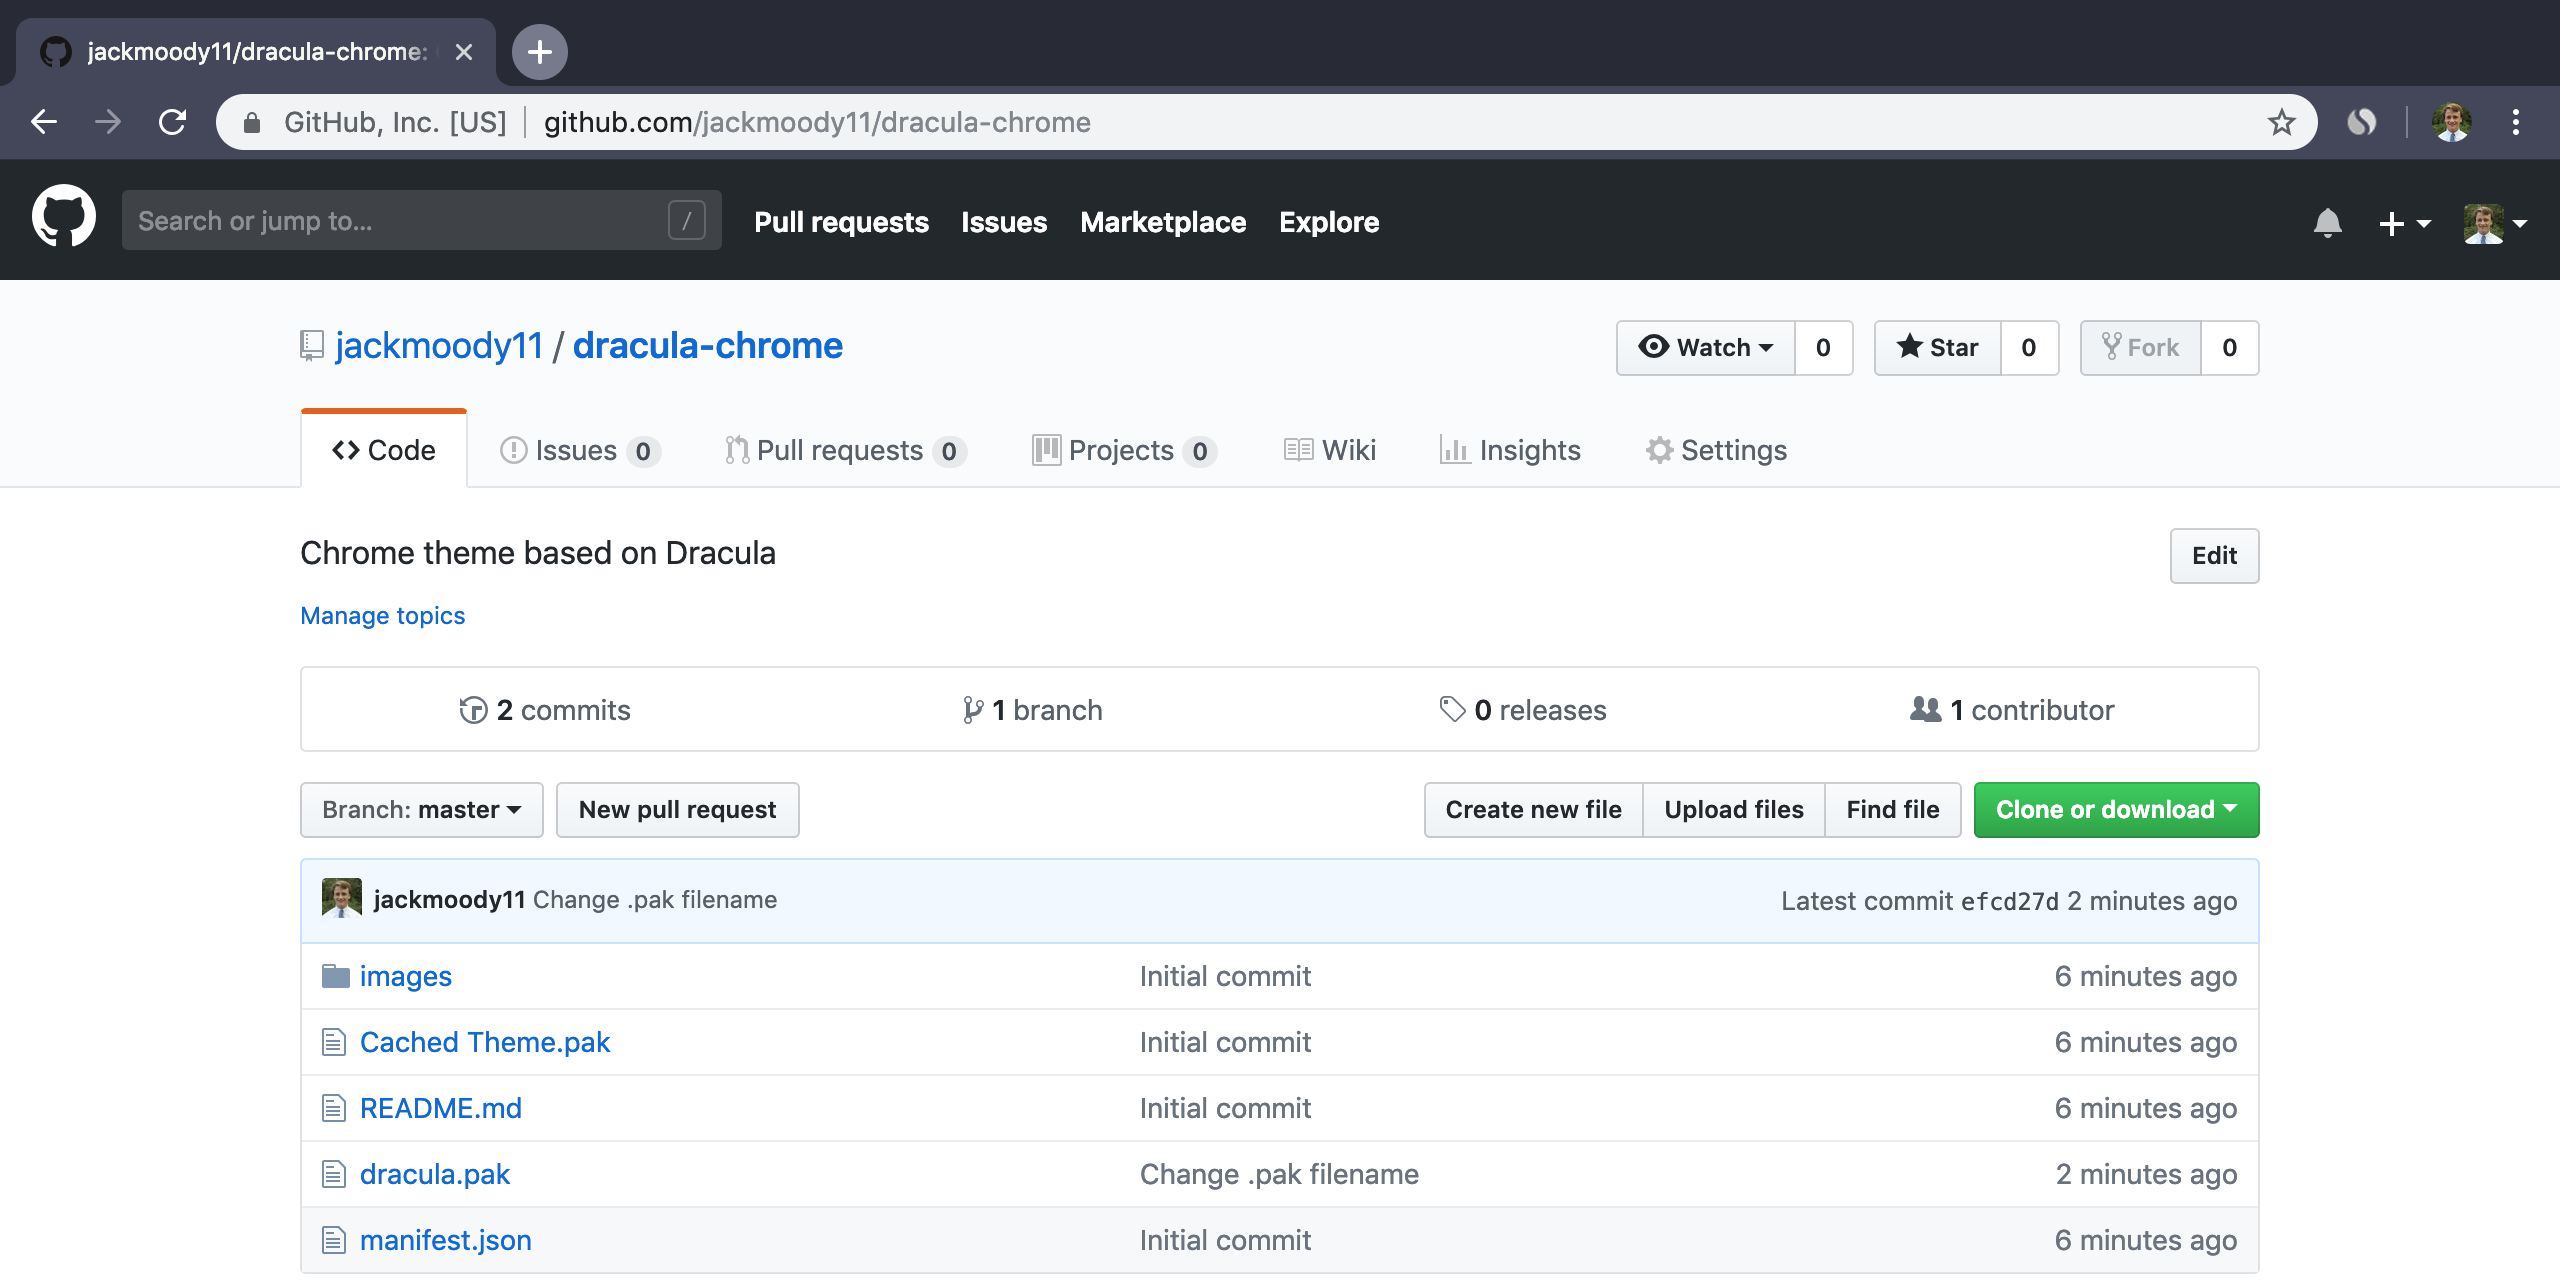 jackmoody11/dracula-chrome:
GitHub, Inc. [US] github.com/jackmoody11/dracula-chrome
Search or jump to... / Pull requests Issues Marketplace Explore
jackmoody11 / dracula-chrome Watch 0 Star 0 Fork 0
Code Issues 0 Pull requests 0 Projects 0 Wiki Insights Settings
Chrome theme based on Dracula Edit
Manage topics
2 commits 1 branch 0 releases 1 contributor
Branch: master New pull request Create new file Upload files Find file Clone or download
jackmoody11 Change .pak filename Latest commit efcd27d 2 minutes ago
images Initial commit 6 minutes ago
Cached Theme.pak Initial commit 6 minutes ago
README.md Initial commit 6 minutes ago
dracula.pak Change .pak filename 2 minutes ago
manifest.json Initial commit 6 minutes ago